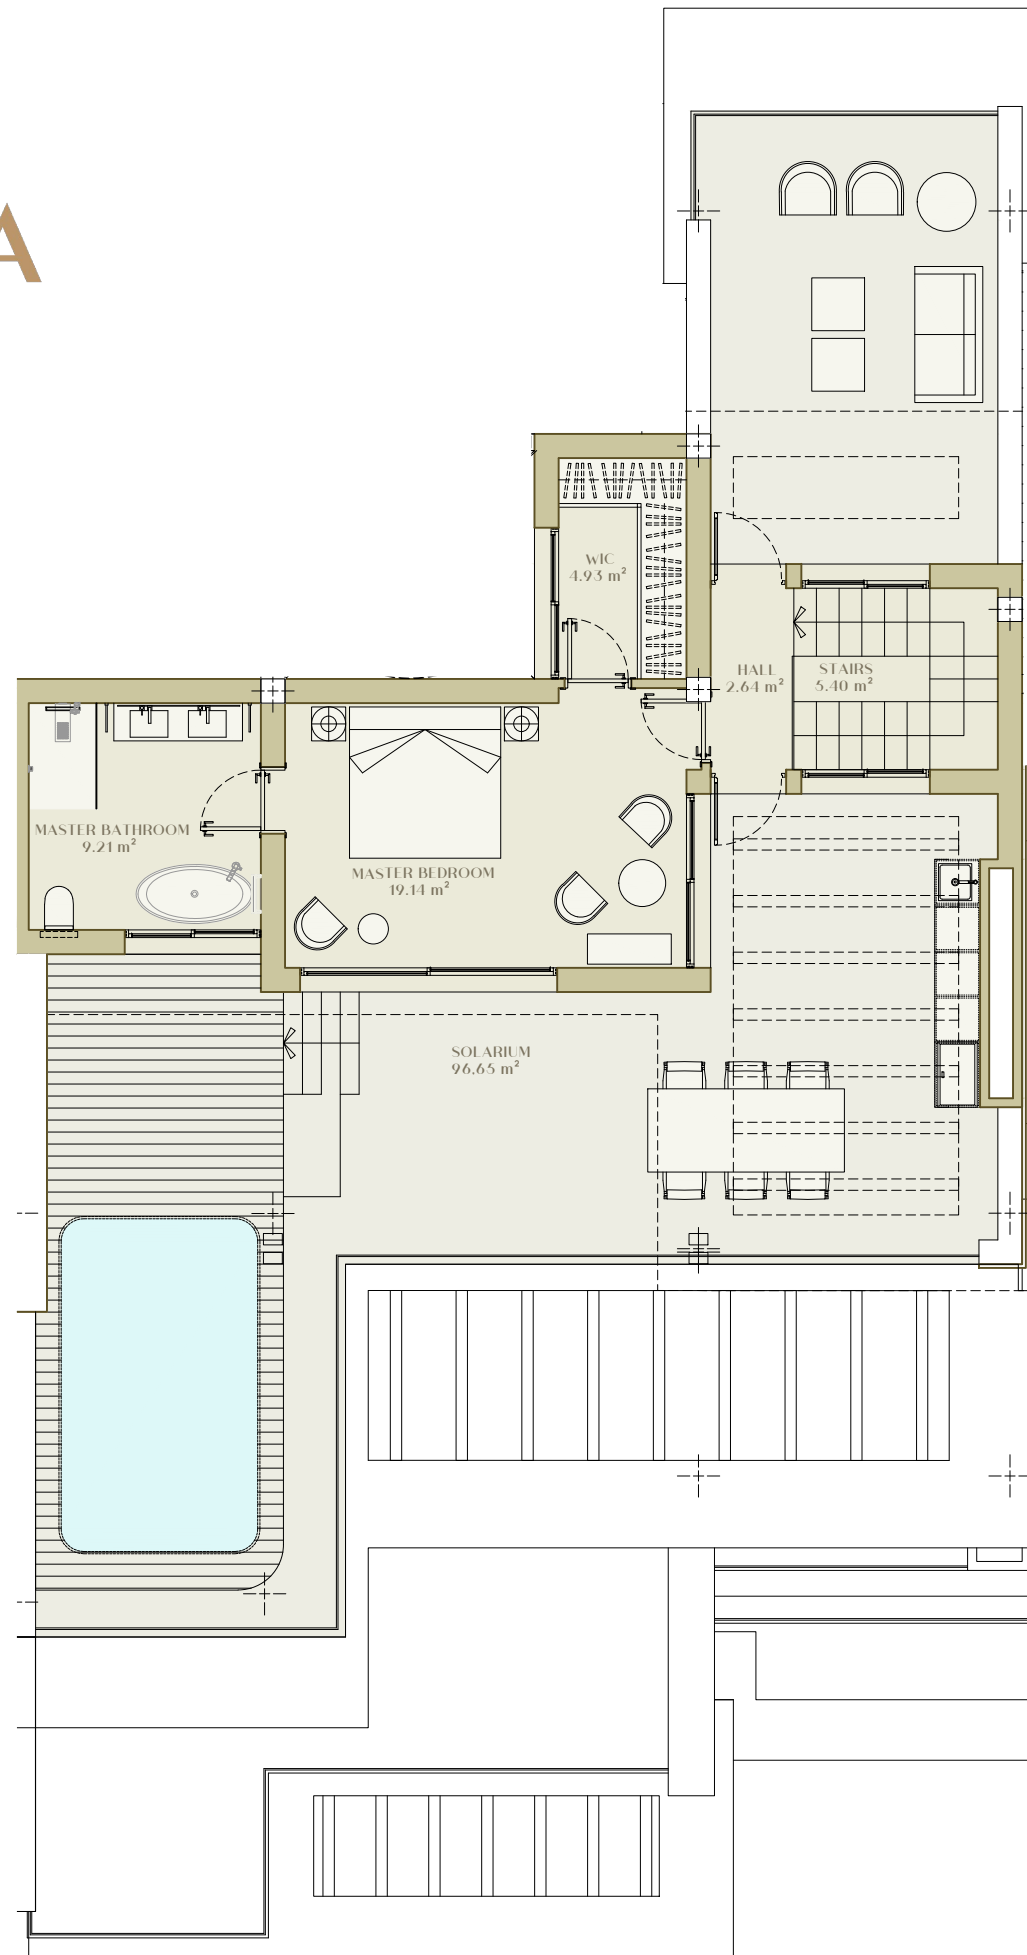 A
WIC
4.93 m²
HALL
2.64 m²
STAIRS
5.40 m²
MASTER BATHROOM
9.21 m²
MASTER BEDROOM
19.14 m²
SOLARIUM
96.65 m²